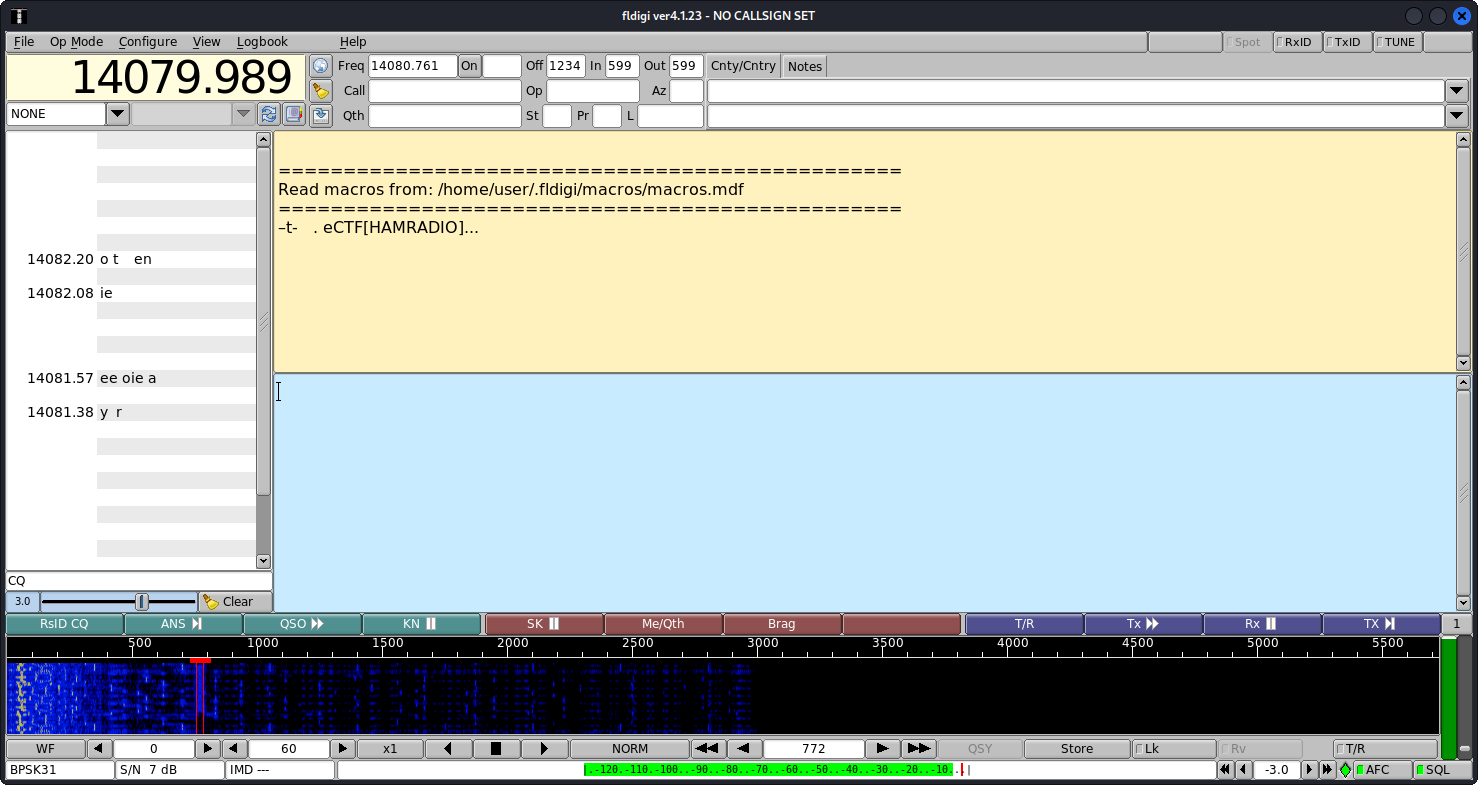 fldigi ver4.1.23 - NO CALLSIGN SET
File Op Mode Configure View Logbook Help Spot RxID TxID TUNE
14079.989
Freq 14080.761 On Off 1234 In 599 Out 599 Cnty/Cntry Notes
Call Op Az
NONE
Qth St Pr L
===============================================
Read macros from: /home/user/.fldigi/macros/macros.mdf
===============================================
–t-   . eCTF[HAMRADIO]...
14082.20 o t   en
14082.08 ie
14081.57 ee oie a
14081.38 y  r
CQ
3.0 Clear
RsID CQ ANS QSO KN SK Me/Qth Brag T/R Tx Rx TX 1
500 1000 1500 2000 2500 3000 3500 4000 4500 5000 5500
WF 0 60 x1 NORM 772 QSY Store Lk Rv T/R
BPSK31 S/N 7 dB IMD --- .-120.-110.-100..-90..-80..-70..-60..-50..-40..-30..-20..-10. -3.0 AFC SQL